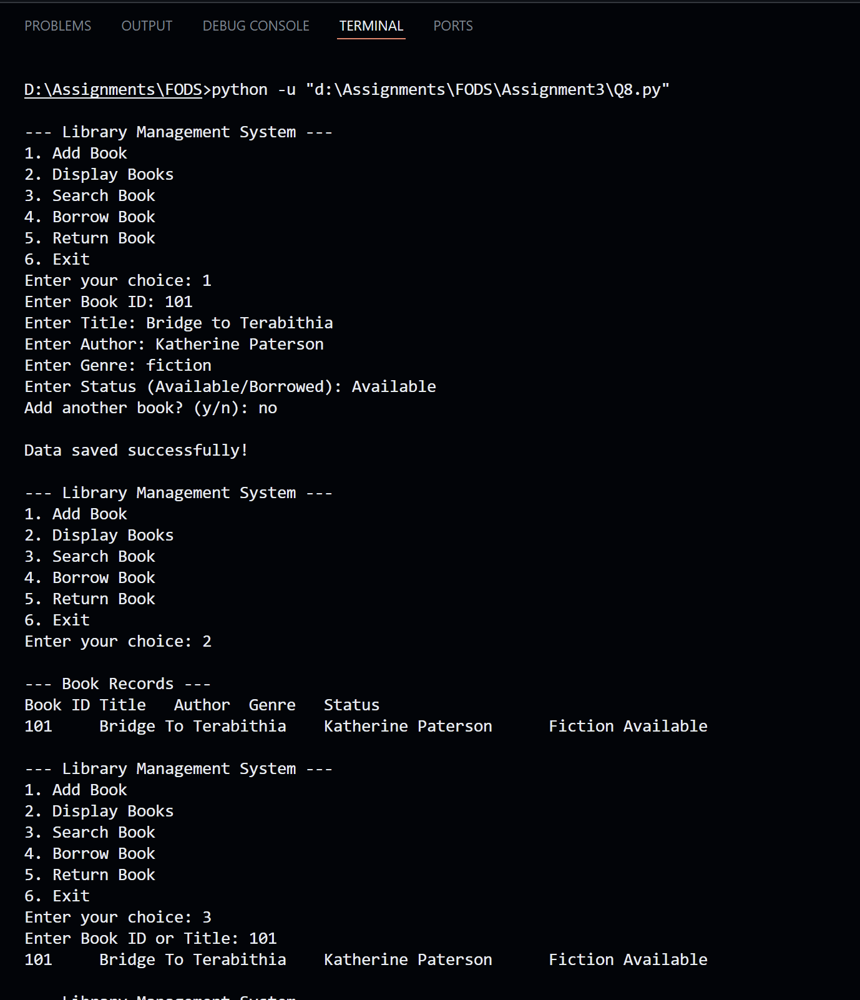 PROBLEMS OUTPUT DEBUG CONSOLE TERMINAL PORTS
D:\Assignments\FODS>python -u "d:\Assignments\FODS\Assignment3\Q8.py"
--- Library Management System ---
1. Add Book
2. Display Books
3. Search Book
4. Borrow Book
5. Return Book
6. Exit
Enter your choice: 1
Enter Book ID: 101
Enter Title: Bridge to Terabithia
Enter Author: Katherine Paterson
Enter Genre: fiction
Enter Status (Available/Borrowed): Available
Add another book? (y/n): no
Data saved successfully!
--- Library Management System ---
1. Add Book
2. Display Books
3. Search Book
4. Borrow Book
5. Return Book
6. Exit
Enter your choice: 2
--- Book Records ---
Book ID Title   Author  Genre   Status
101     Bridge To Terabithia    Katherine Paterson      Fiction Available
--- Library Management System ---
1. Add Book
2. Display Books
3. Search Book
4. Borrow Book
5. Return Book
6. Exit
Enter your choice: 3
Enter Book ID or Title: 101
101     Bridge To Terabithia    Katherine Paterson      Fiction Available
Library Management System